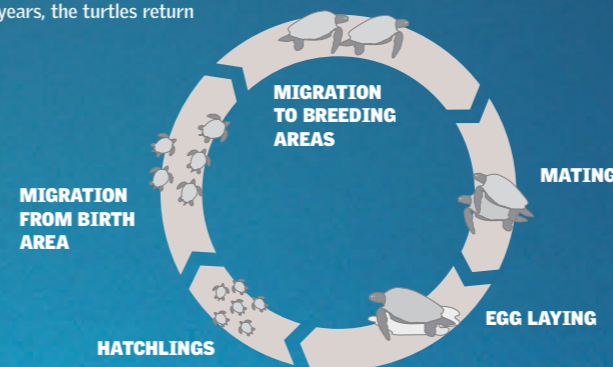 years, the turtles return
MIGRATION
TO BREEDING
AREAS
MATING
EGG LAYING
HATCHLINGS
MIGRATION
FROM BIRTH
AREA